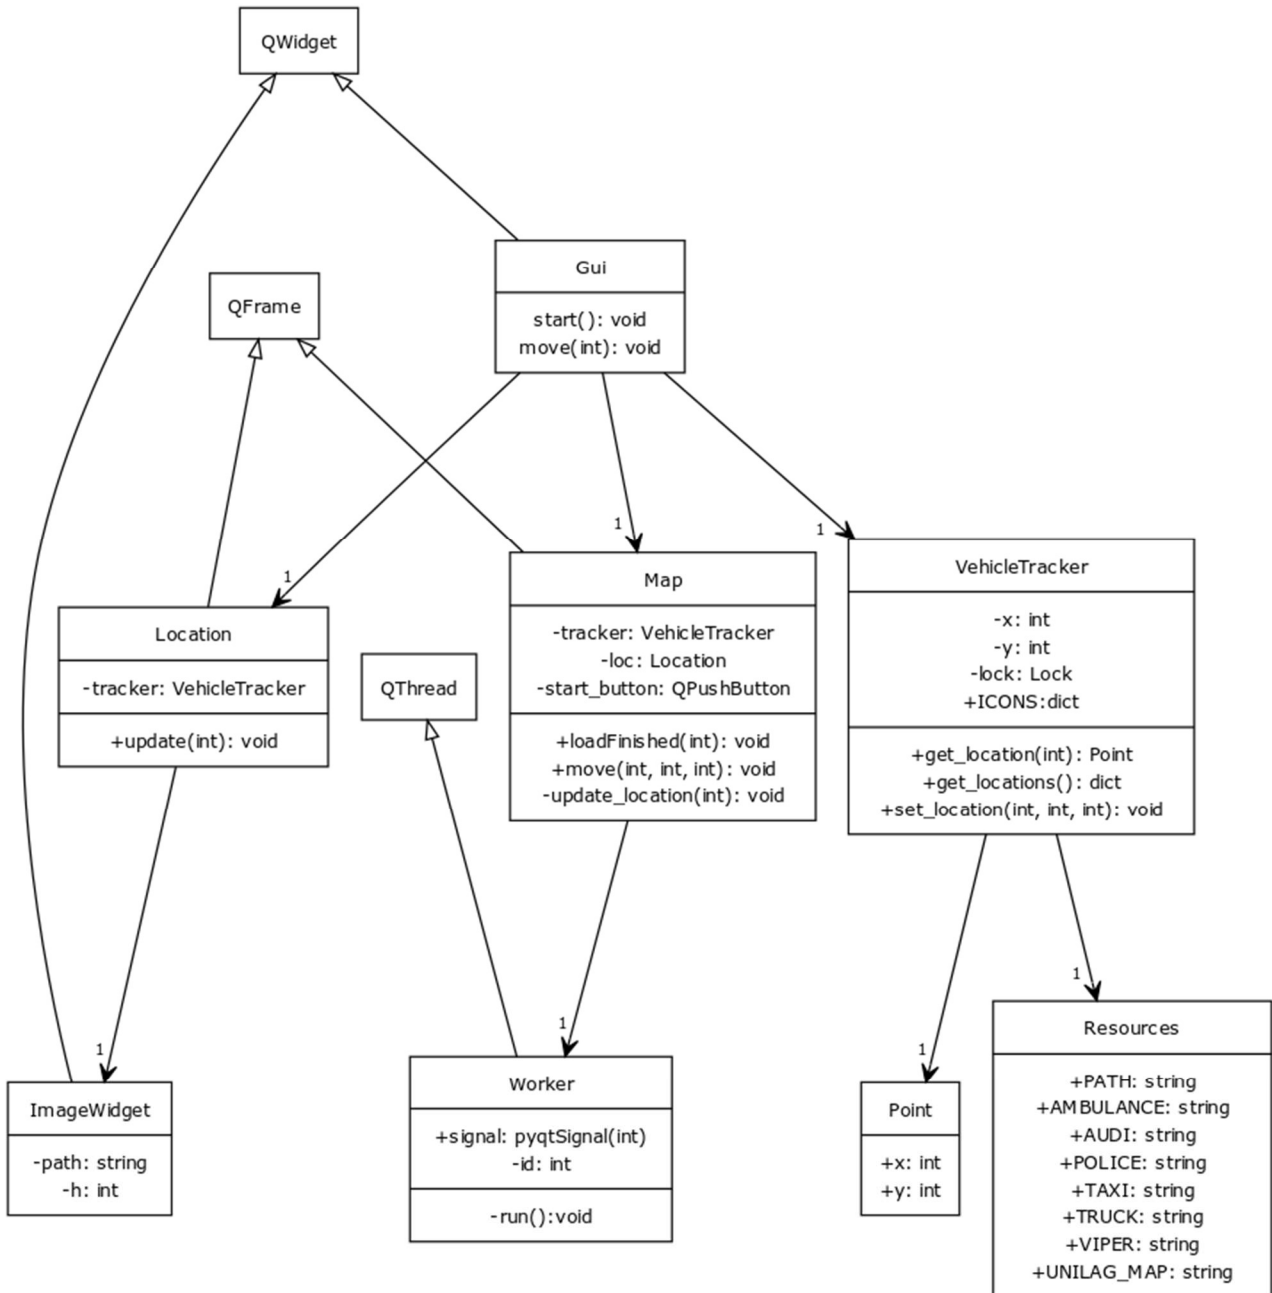 QWidget
Gui
start(): void
move(int): void
QFrame
1
1
1
Location
-tracker: VehicleTracker
+update(int): void
QThread
Map
-tracker: VehicleTracker
-loc: Location
-start_button: QPushButton
+loadFinished(int): void
+move(int, int, int): void
-update_location(int): void
VehicleTracker
-x: int
-y: int
-lock: Lock
+ICONS:dict
+get_location(int): Point
+get_locations(): dict
+set_location(int, int, int): void
1
1
1
1
ImageWidget
-path: string
-h: int
Worker
+signal: pyqtSignal(int)
-id: int
-run():void
Point
+x: int
+y: int
Resources
+PATH: string
+AMBULANCE: string
+AUDI: string
+POLICE: string
+TAXI: string
+TRUCK: string
+VIPER: string
+UNILAG_MAP: string